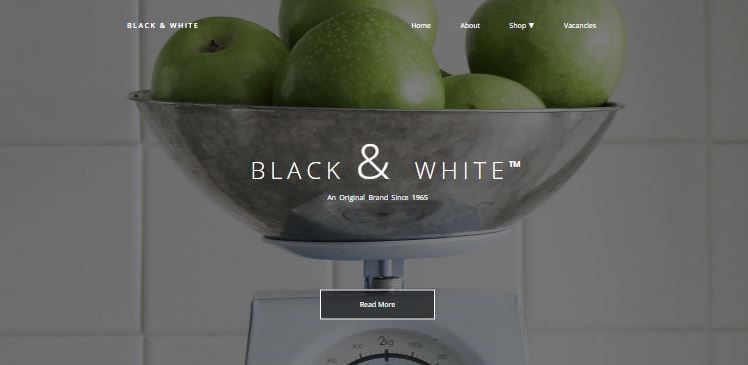 BLACK & WHITE Home About Shop ▼ Vacancies
BLACK & WHITE™
An Original Brand Since 1965
Read More
2kg